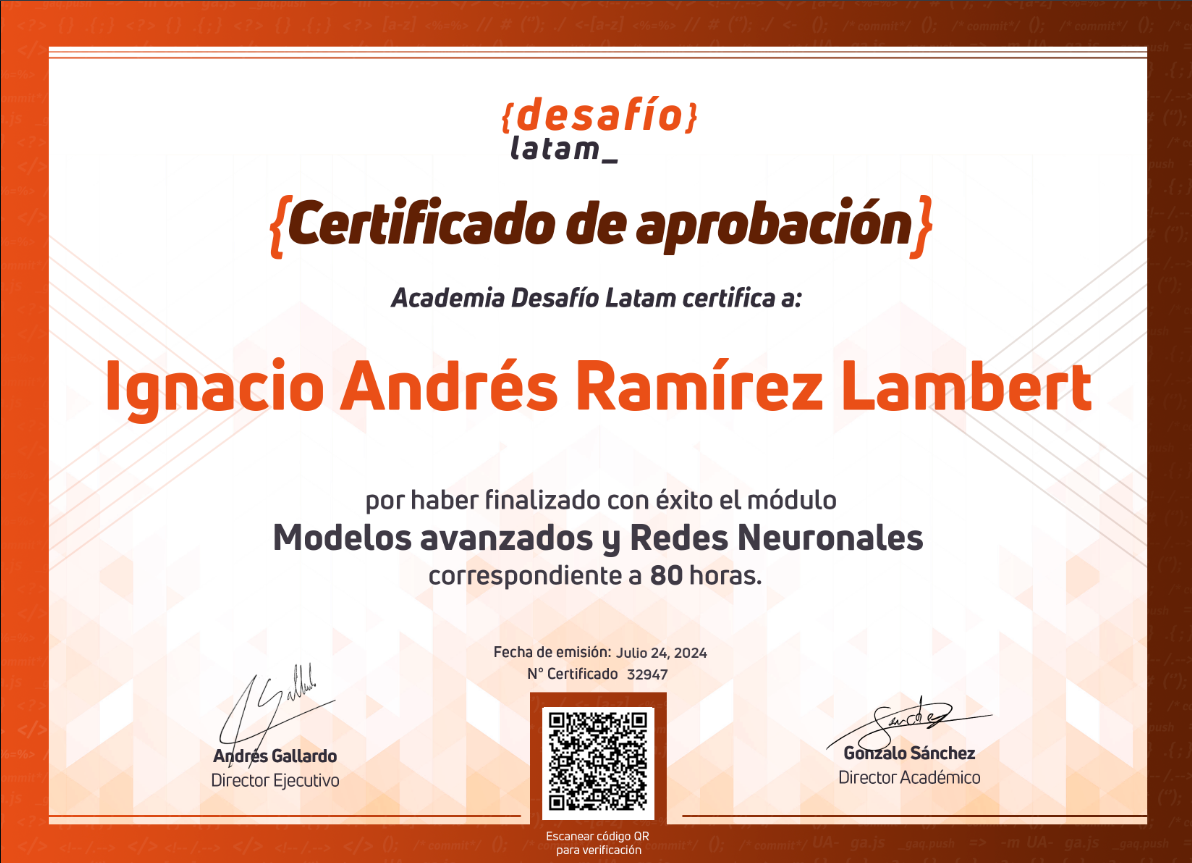 {desafío}
latam_
{Certificado de aprobación}
Academia Desafío Latam certifica a:
Ignacio Andrés Ramírez Lambert
por haber finalizado con éxito el módulo
Modelos avanzados y Redes Neuronales
correspondiente a 80 horas.
Fecha de emisión: Julio 24, 2024
N° Certificado 32947
Andrés Gallardo
Director Ejecutivo
Gonzalo Sánchez
Director Académico
Escanear código QR
para verificación